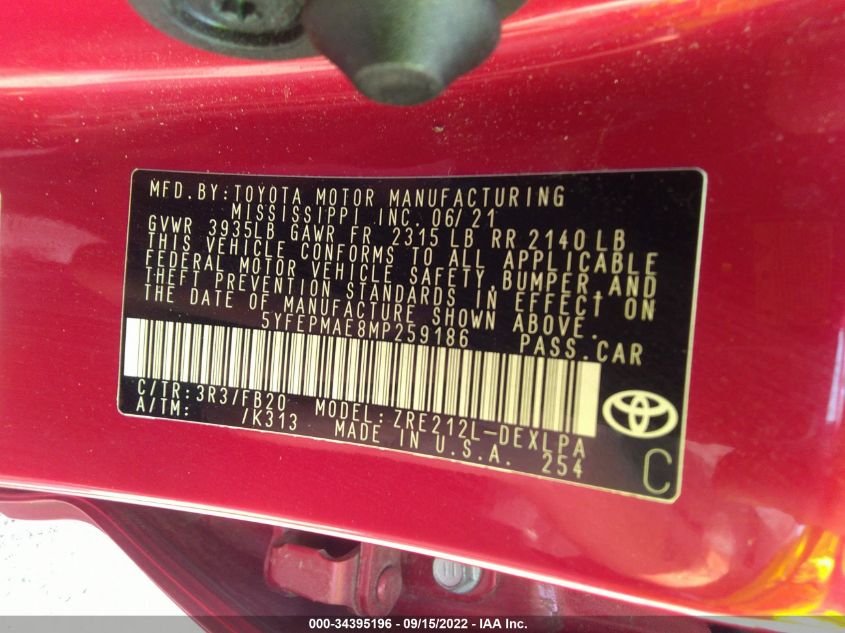 MFD.BY:TOYOTA MOTOR MANUFACTURING
MISSISSIPPI INC. 06/21
GVWR 3935LB GAWR FR 2315 LB RR 2140 LB
THIS VEHICLE CONFORMS TO ALL APPLICABLE
FEDERAL MOTOR VEHICLE SAFETY,BUMPER,AND
THEFT PREVENTION STANDARDS IN EFFECT ON
THE DATE OF MANUFACTURE SHOWN ABOVE.
5YFEPMAE8MP259186 PASS.CAR
C/TR:3R3/FB20 MODEL: ZRE212L-DEXLPA
A/TM: /K313 MADE IN U.S.A. 254
C
000-34395196 - 09/15/2022 - IAA Inc.